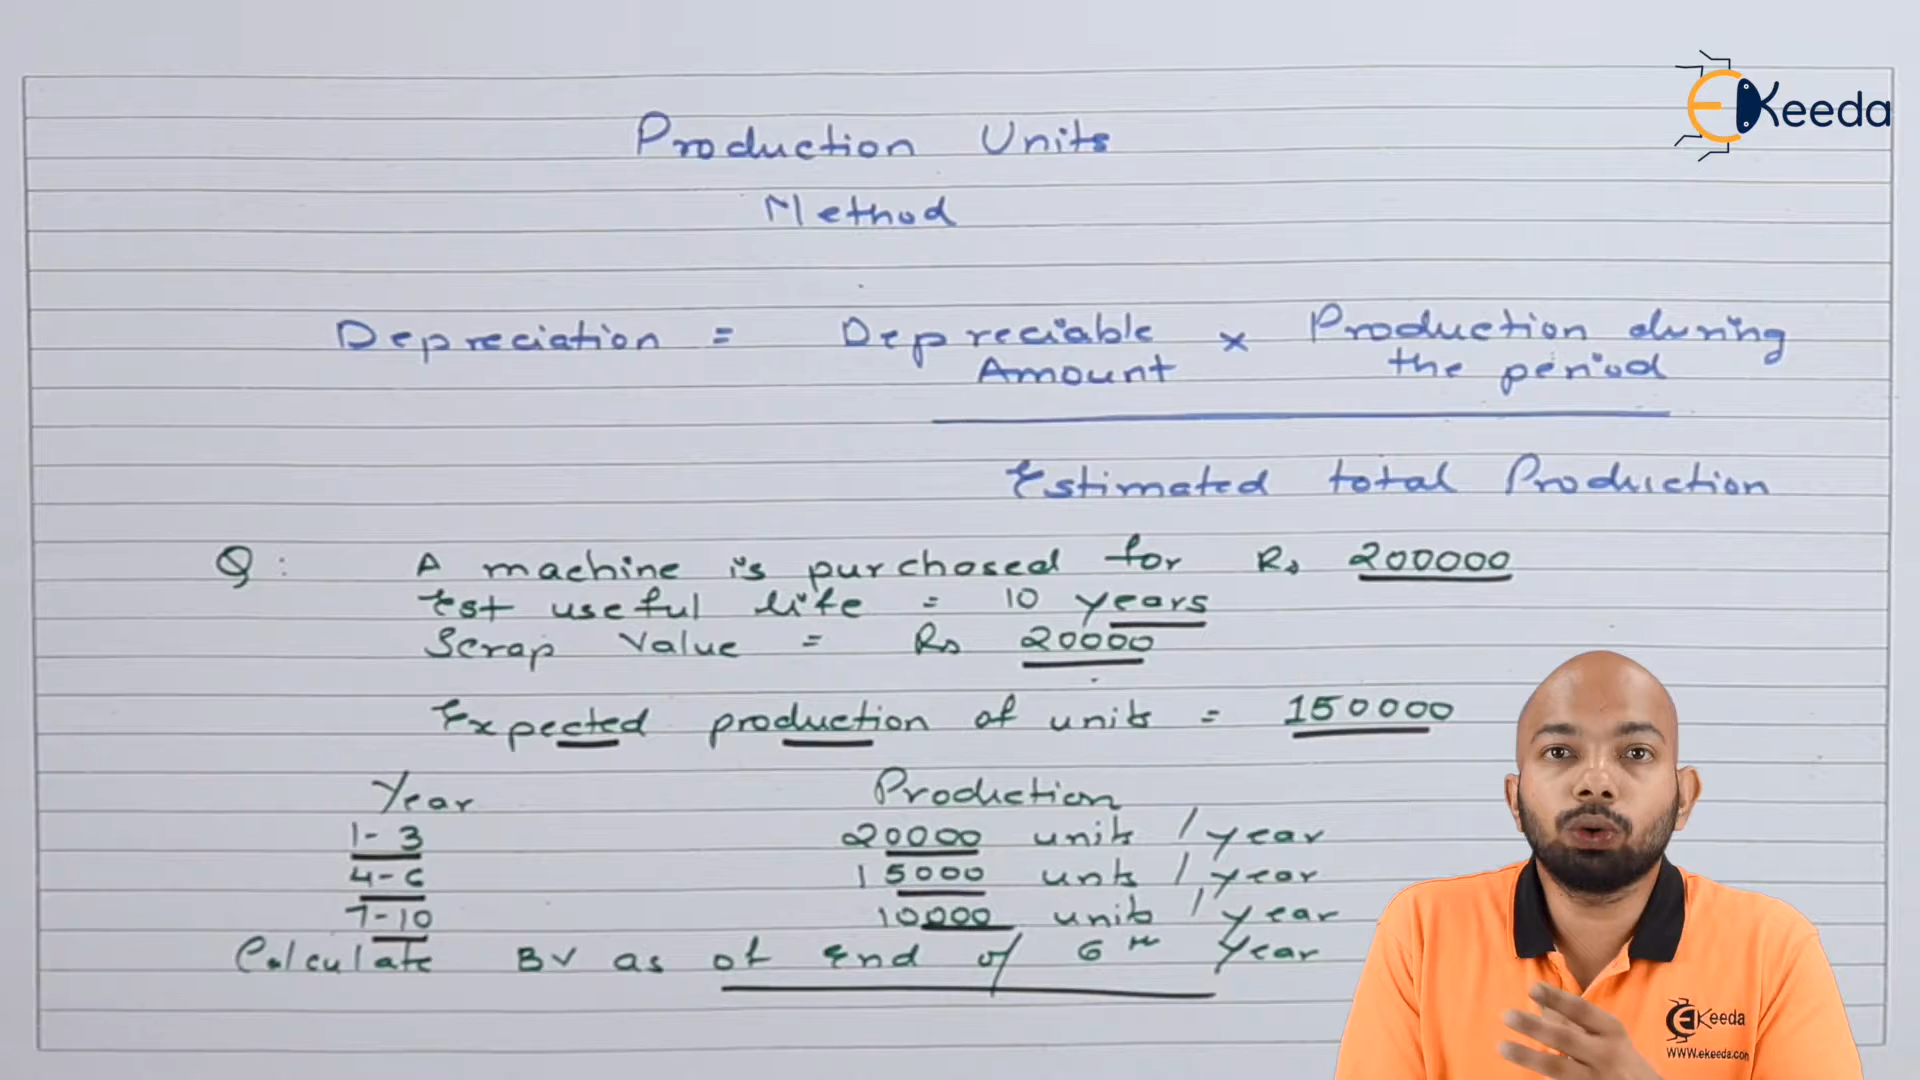 EKeeda
Production Units
Method
Depreciation = Depreciable Amount × Production during the period
Estimated total Production
Q: A machine is purchosed for Rs 200000
Est useful life = 10 years
Scrap Value = Rs 20000
Expected production of units = 150000
Year Production
1-3 20000 units / year
4-6 15000 unts / year
7-10 10000 units / year
Calculate BV as at end of 6th Year
EKeeda
www.ekeeda.com